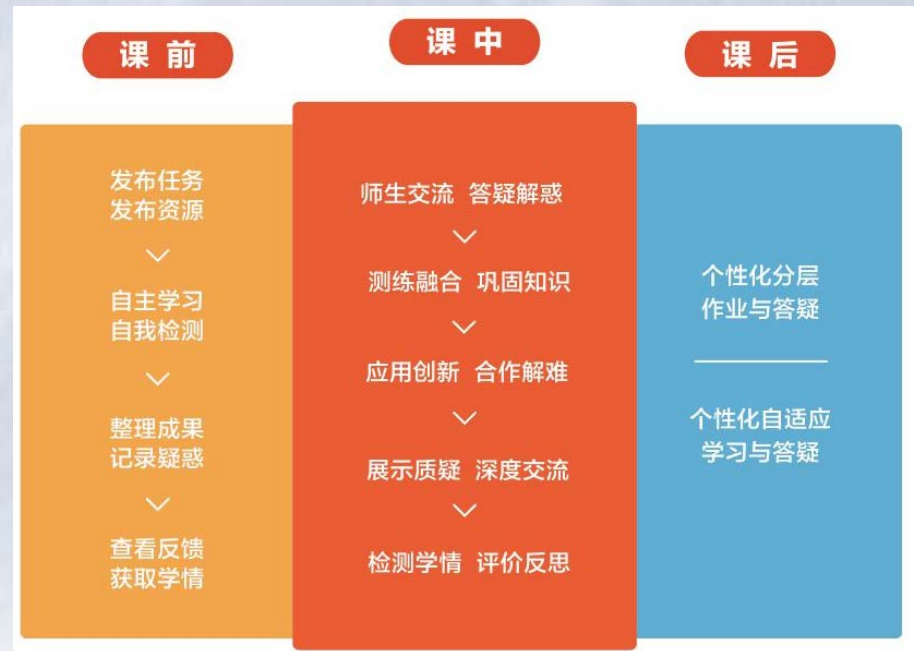 课前
发布任务
发布资源
自主学习
自我检测
整理成果
记录疑惑
查看反馈
获取学情
课中
师生交流 答疑解惑
测练融合 巩固知识
应用创新 合作解难
展示质疑 深度交流
检测学情 评价反思
课后
个性化分层
作业与答疑
个性化自适应
学习与答疑